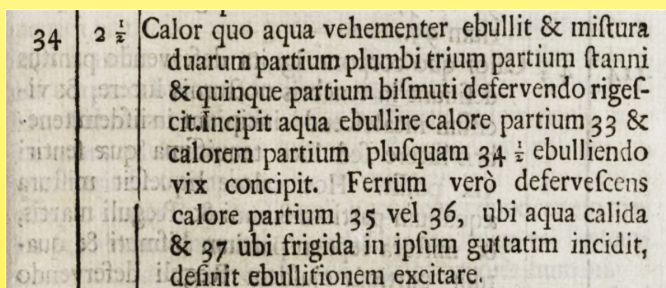 34 | 2 ½ | Calor quo aqua vehementer ebullit & miſtura
duarum partium plumbi trium partium ſtanni
& quinque partium biſmuti defervendo rigeſ-
cit.Incipit aqua ebullire calore partium 33 &
calorem partium pluſquam 34 ½ ebulliendo
vix concipit. Ferrum verò deferveſcens
calore partium 35 vel 36, ubi aqua calida
& 37 ubi frigida in ipſum guttatim incidit,
deſinit ebullitionem excitare.